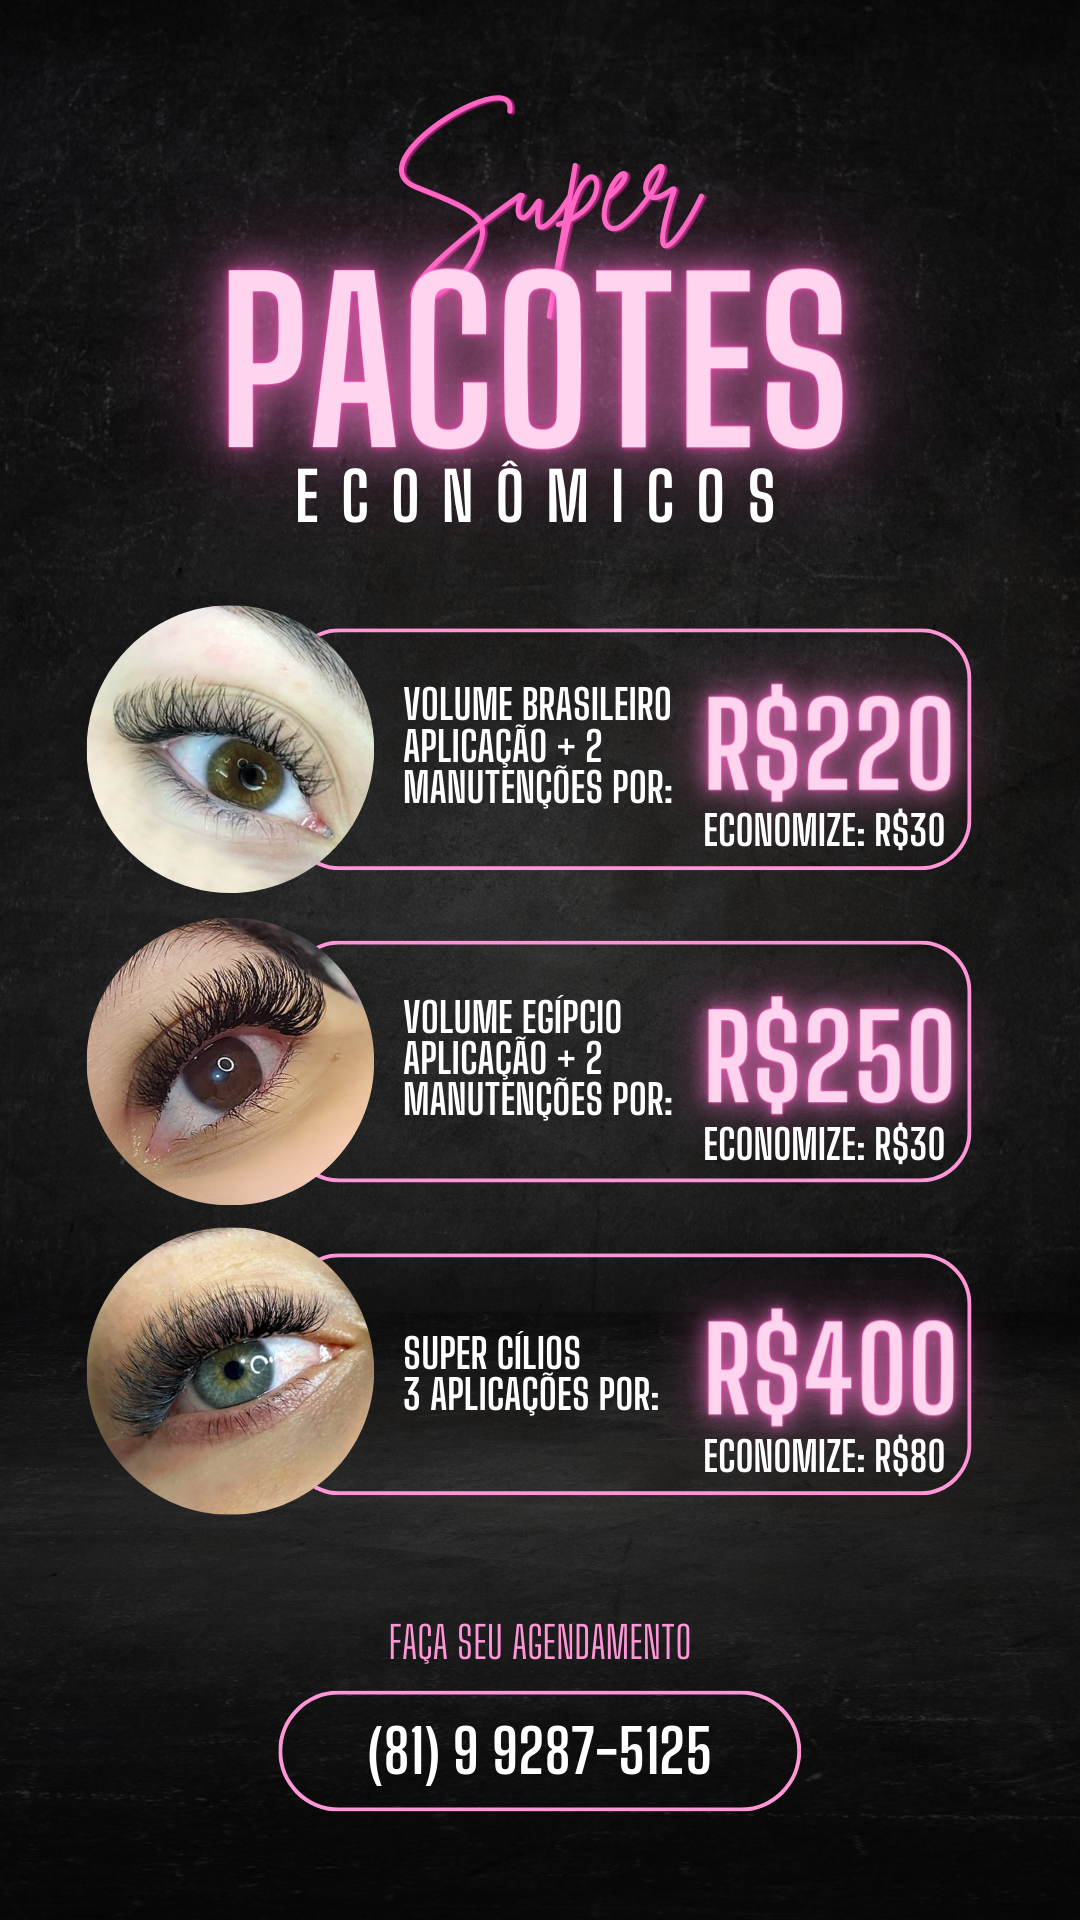 Super
PACOTES
ECONÔMICOS
VOLUME BRASILEIRO
APLICAÇÃO + 2
MANUTENÇÕES POR:
R$220
ECONOMIZE: R$30
VOLUME EGÍPCIO
APLICAÇÃO + 2
MANUTENÇÕES POR:
R$250
ECONOMIZE: R$30
SUPER CÍLIOS
3 APLICAÇÕES POR:
R$400
ECONOMIZE: R$80
FAÇA SEU AGENDAMENTO
(81) 9 9287-5125